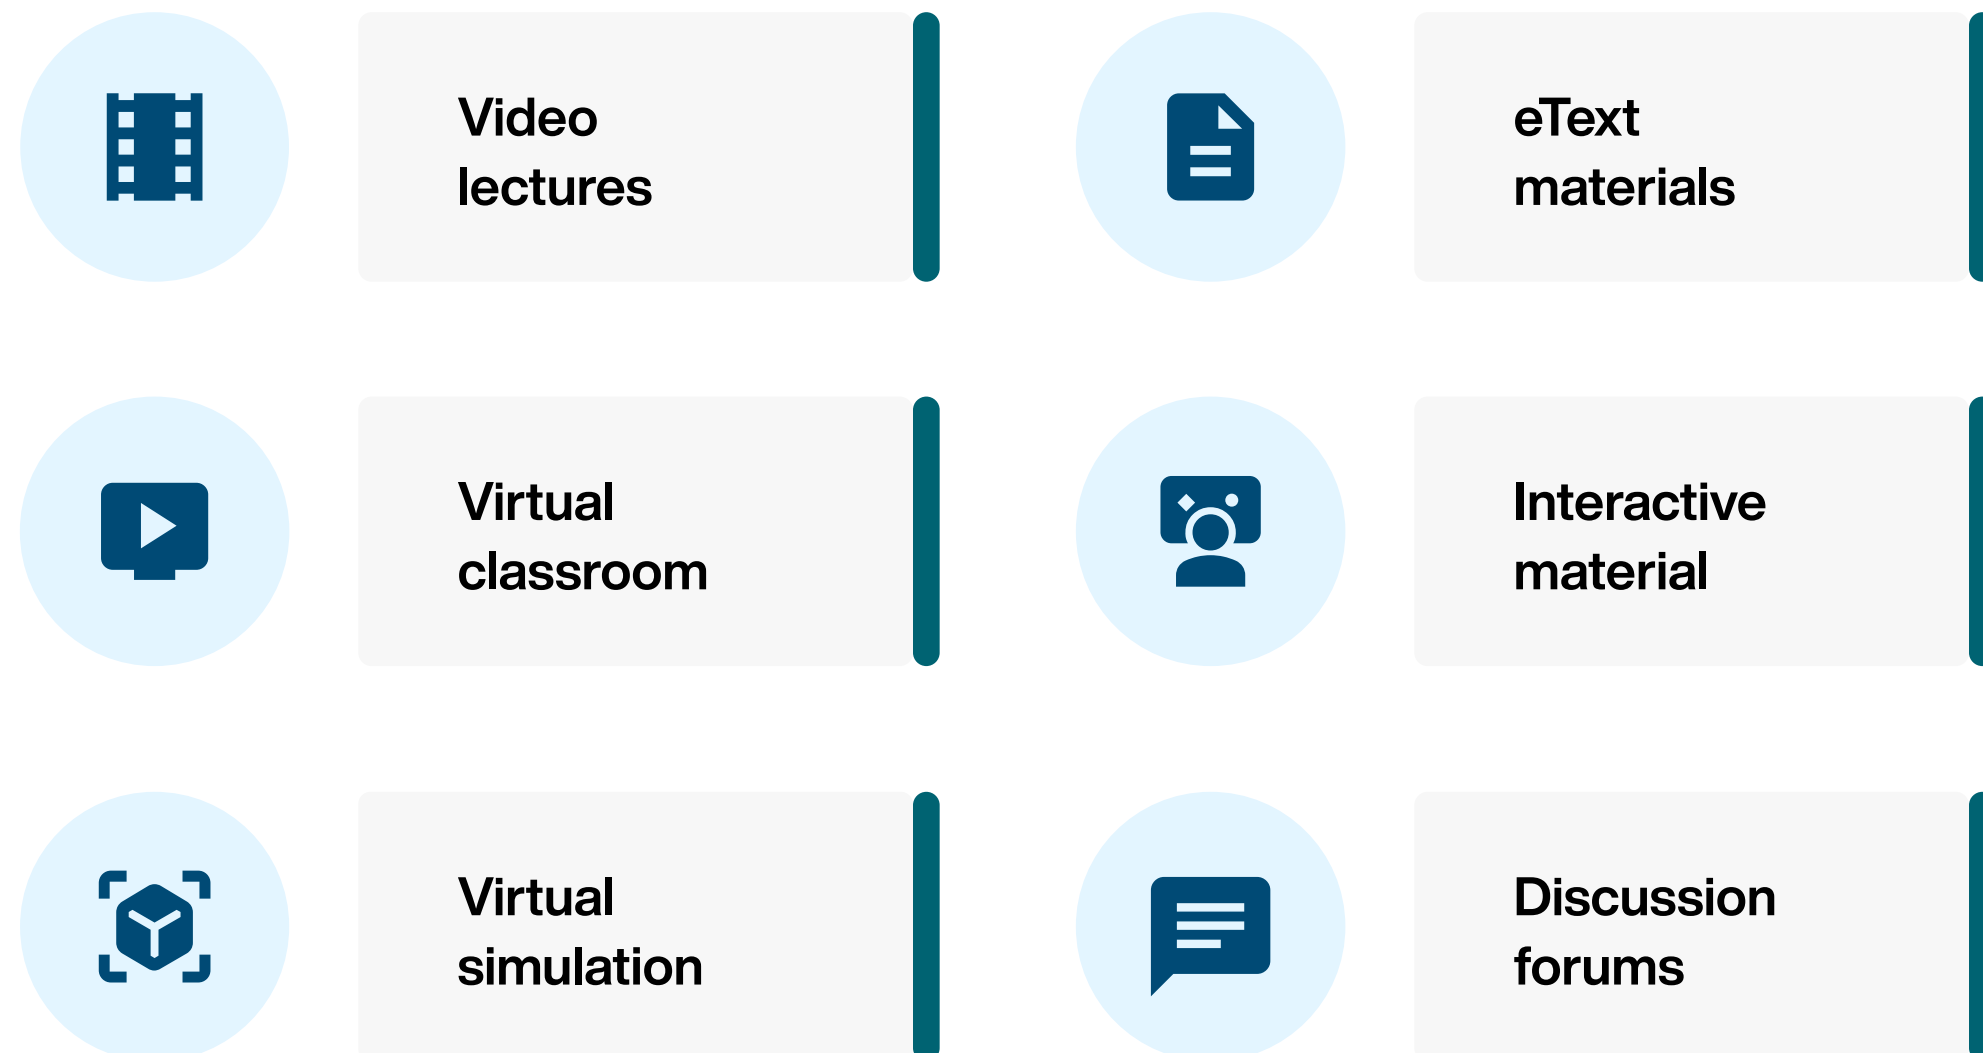 Video
lectures
eText
materials
Virtual
classroom
Interactive
material
Virtual
simulation
Discussion
forums